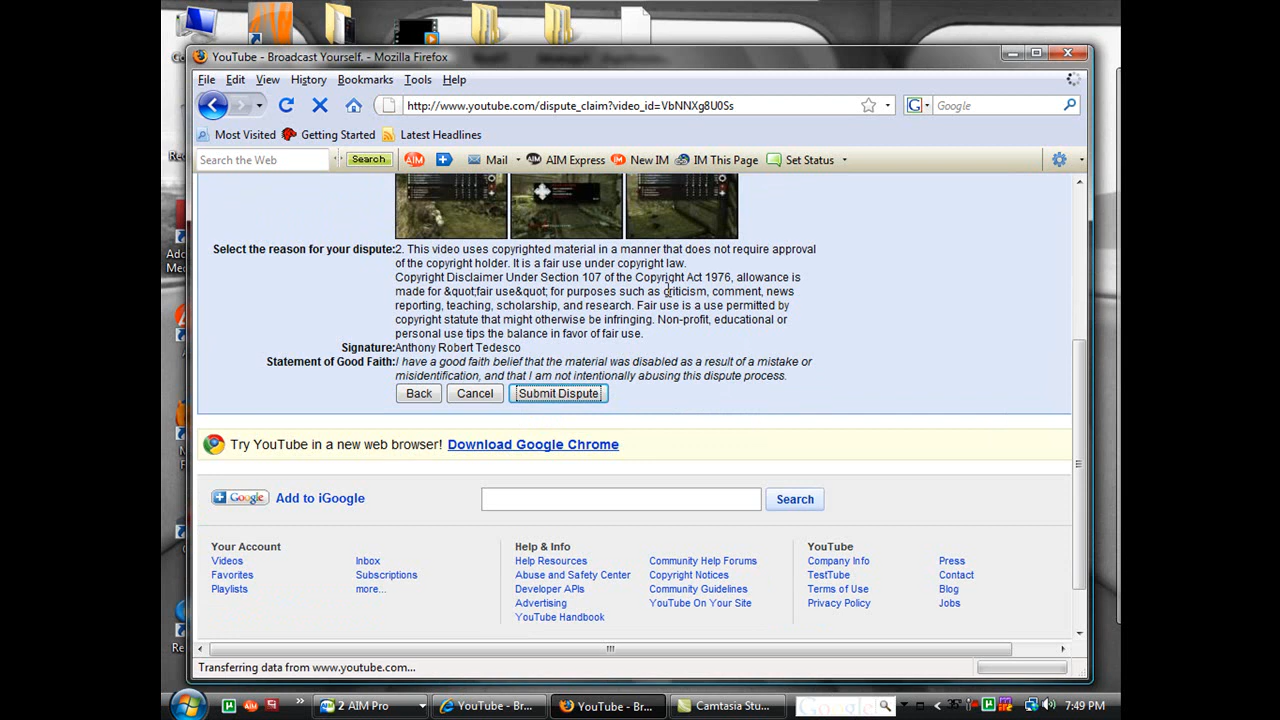 YouTube - Broadcast Yourself. - Mozilla Firefox
File Edit View History Bookmarks Tools Help
http://www.youtube.com/dispute_claim?video_id=VbNNXg8U0Ss
Google
Most Visited Getting Started Latest Headlines
Search the Web Search AIM Mail AIM AIM Express New IM IM This Page Set Status
Select the reason for your dispute: 2. This video uses copyrighted material in a manner that does not require approval
of the copyright holder. It is a fair use under copyright law.
Copyright Disclaimer Under Section 107 of the Copyright Act 1976, allowance is
made for &quot;fair use&quot; for purposes such as criticism, comment, news
reporting, teaching, scholarship, and research. Fair use is a use permitted by
copyright statute that might otherwise be infringing. Non-profit, educational or
personal use tips the balance in favor of fair use.
Signature: Anthony Robert Tedesco
Statement of Good Faith: I have a good faith belief that the material was disabled as a result of a mistake or
misidentification, and that I am not intentionally abusing this dispute process.
Back Cancel Submit Dispute
Try YouTube in a new web browser! Download Google Chrome
Google Add to iGoogle Search
Your Account Help & Info YouTube
Videos Inbox Help Resources Community Help Forums Company Info Press
Favorites Subscriptions Abuse and Safety Center Copyright Notices TestTube Contact
Playlists more... Developer APIs Community Guidelines Terms of Use Blog
Advertising YouTube On Your Site Privacy Policy Jobs
YouTube Handbook
Transferring data from www.youtube.com...
2 AIM Pro YouTube - Br... YouTube - Br... Camtasia Stu... Google 35° 7:49 PM